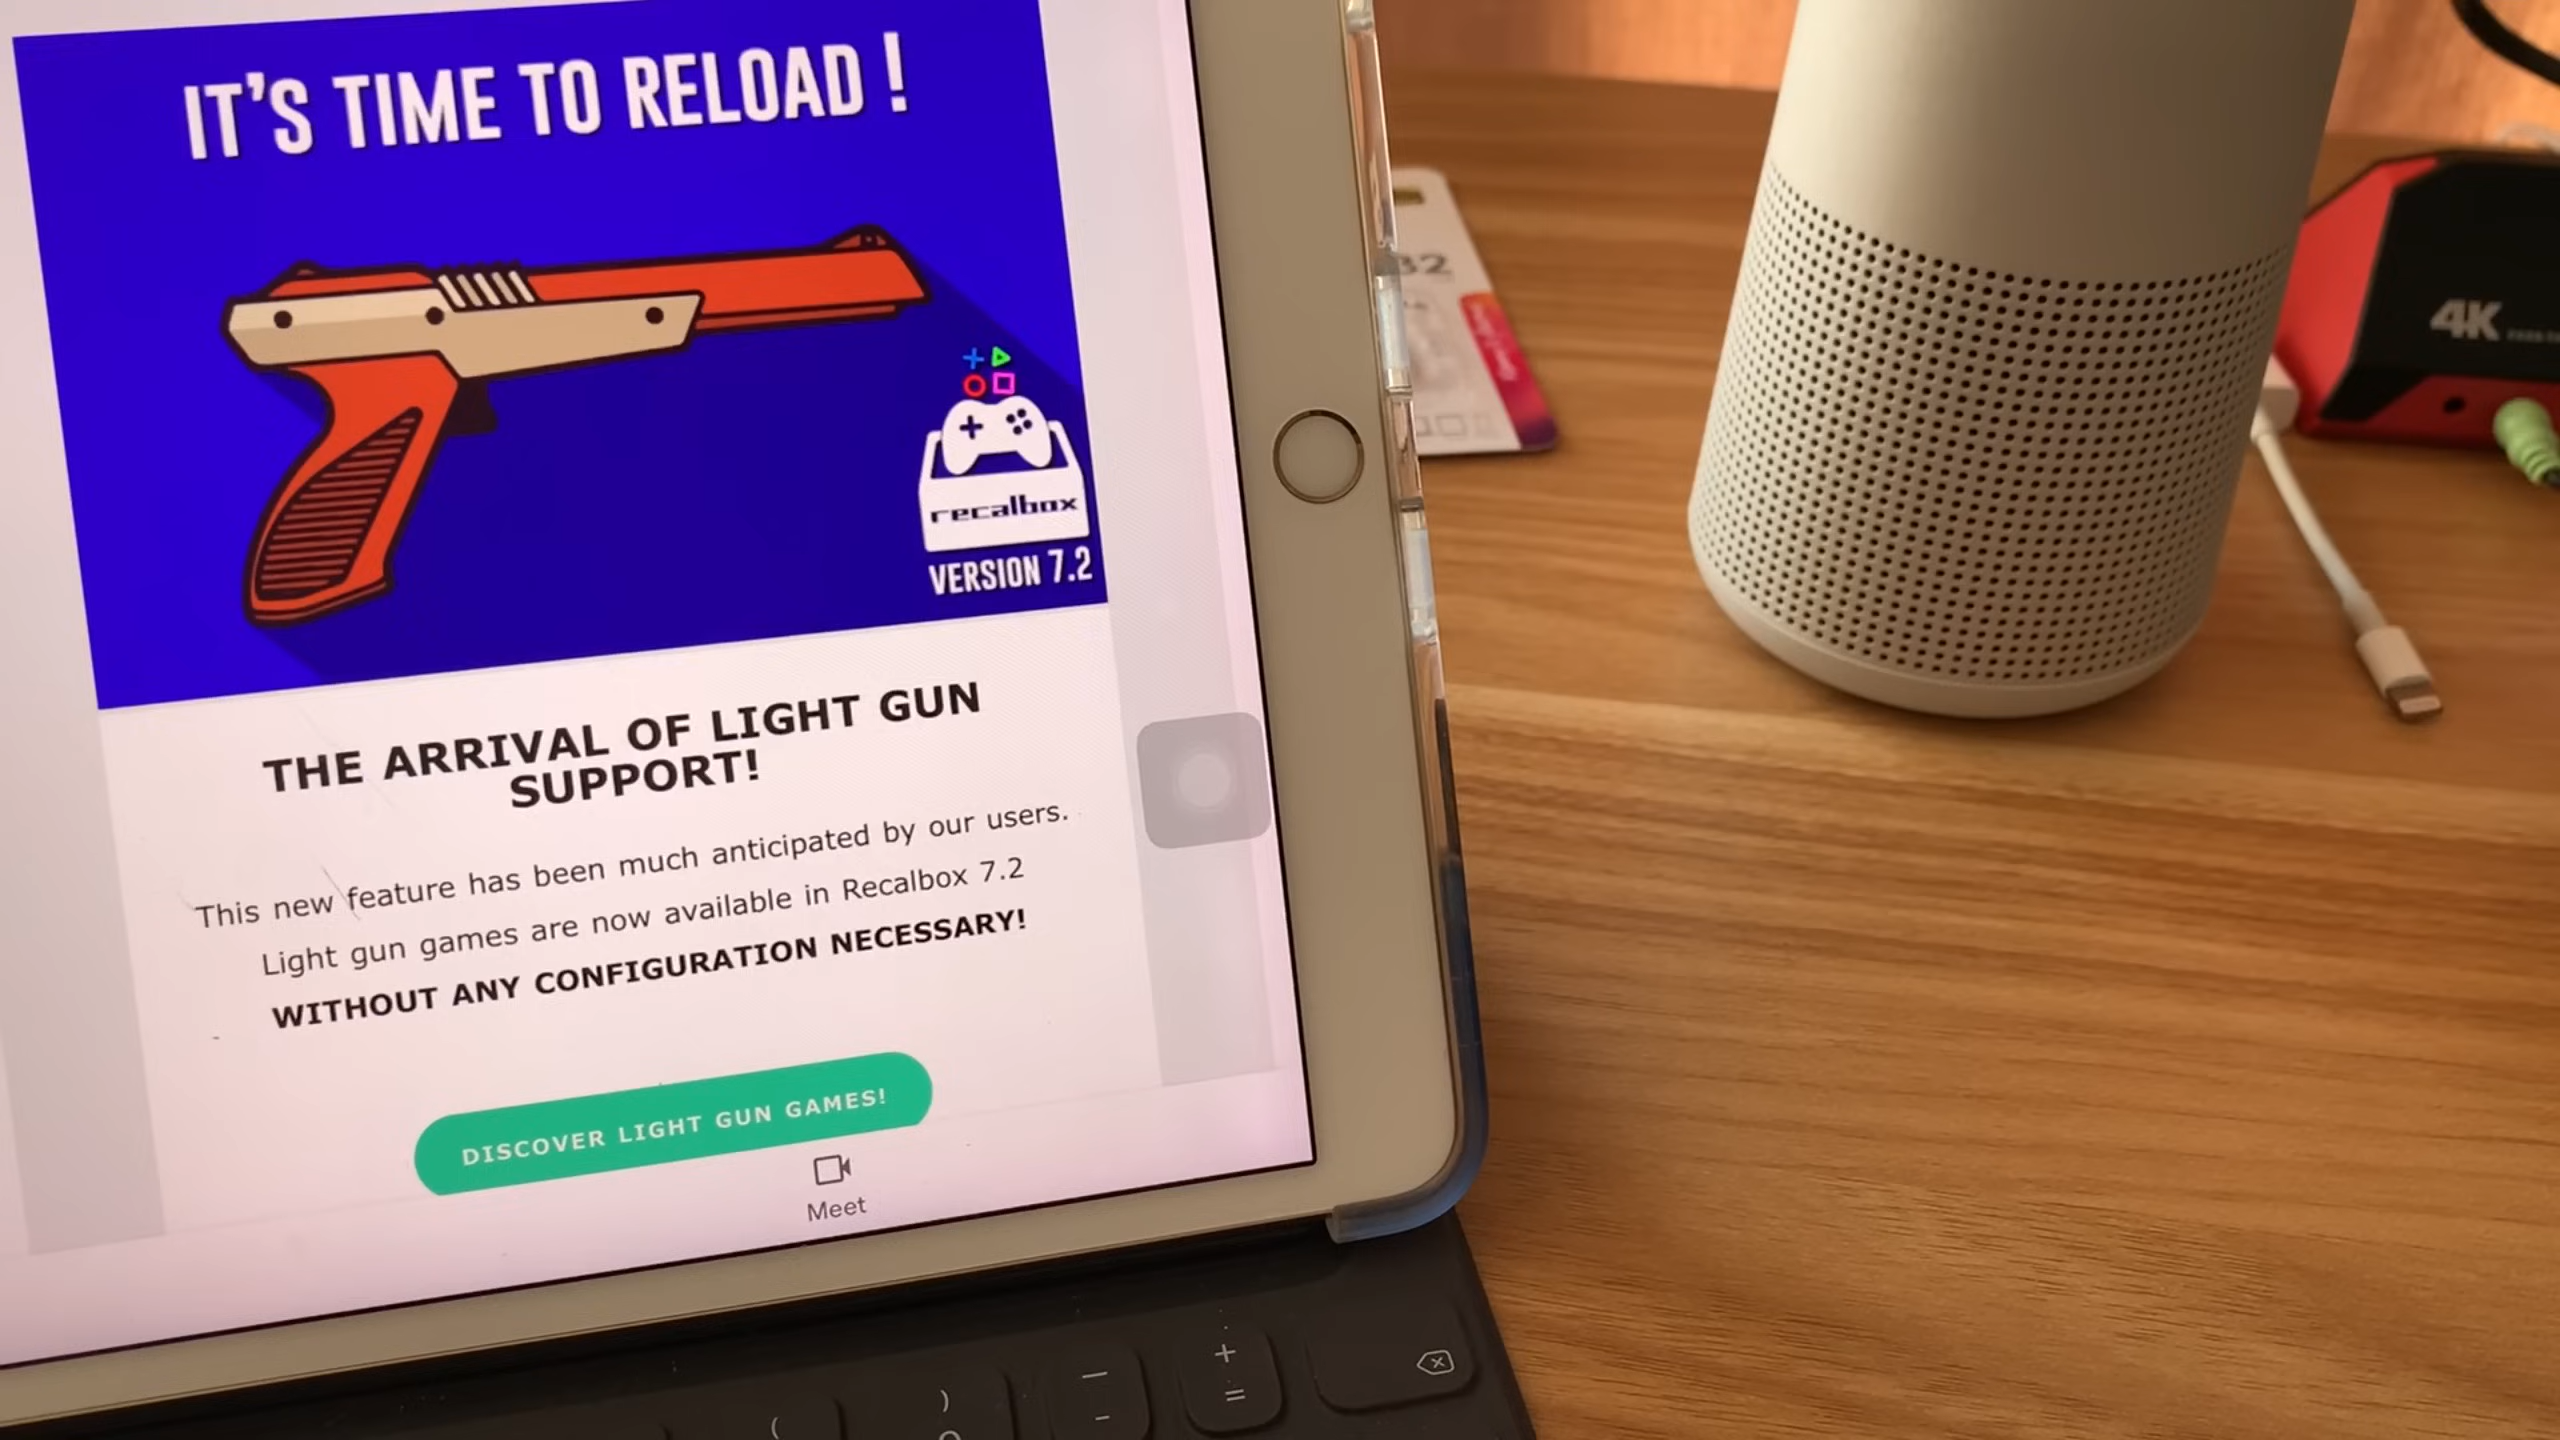 IT'S TIME TO RELOAD !
recalbox
VERSION 7.2
THE ARRIVAL OF LIGHT GUN
SUPPORT!
This new feature has been much anticipated by our users.
Light gun games are now available in Recalbox 7.2
WITHOUT ANY CONFIGURATION NECESSARY!
DISCOVER LIGHT GUN GAMES!
Meet
32
4K
(
)
+
=